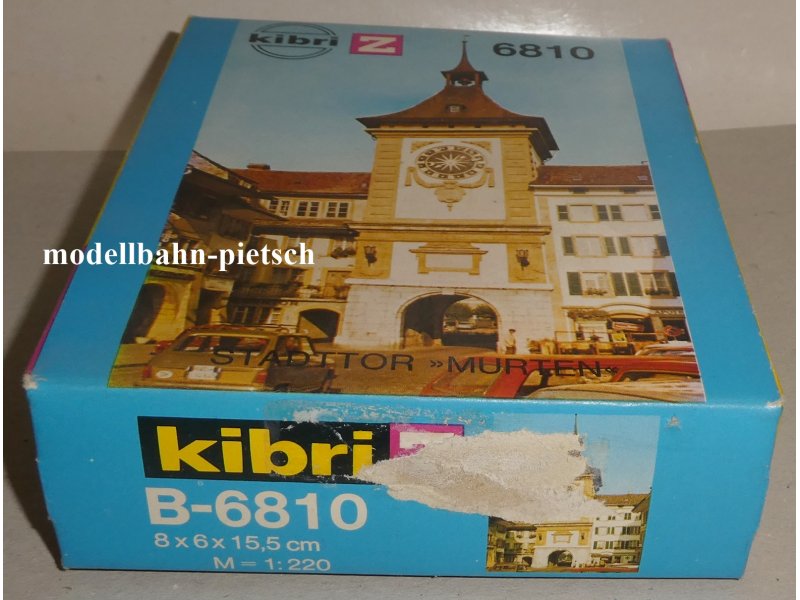 kibri Z 6810
modellbahn-pietsch
STADTTOR »MURTEN«
kibri Z
B-6810
8 x 6 x 15,5 cm
M = 1:220